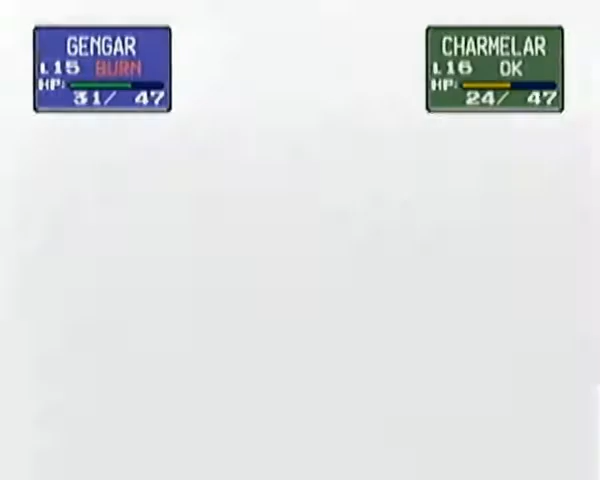 GENGAR
L15 BURN
HP:
31/ 47
CHARMELAR
L16 OK
HP:
24/ 47